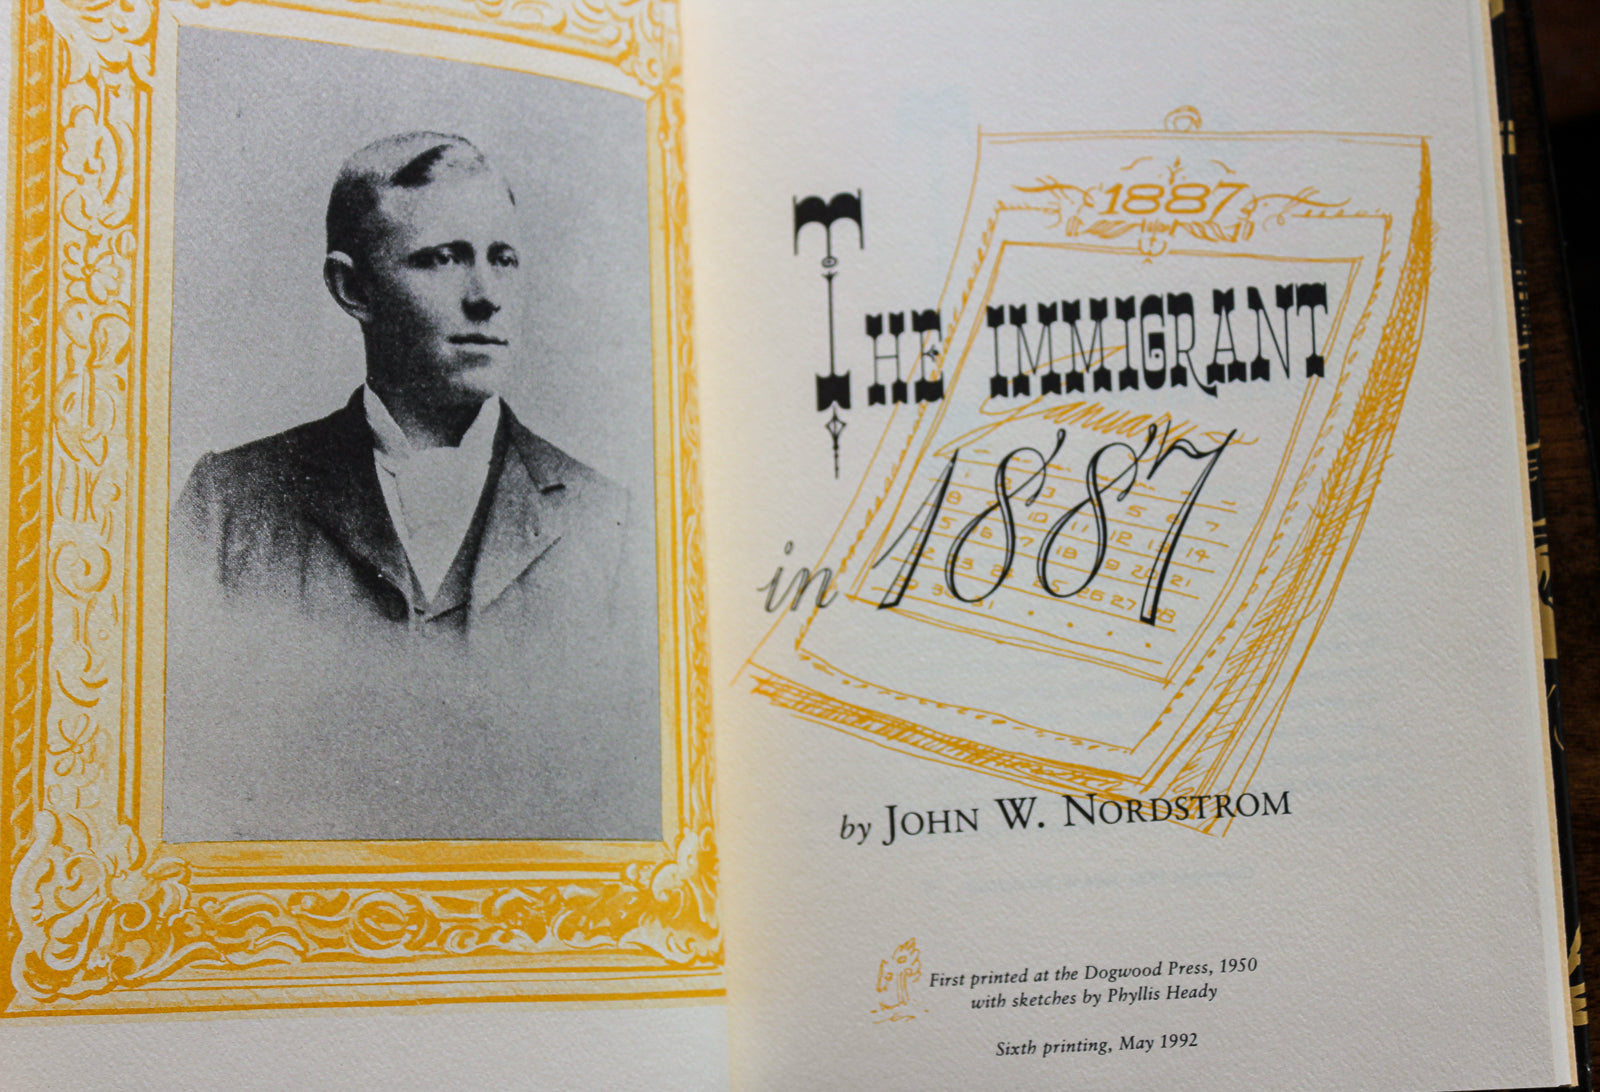 1887
THE IMMIGRANT
January
in 1887
by JOHN W. NORDSTROM
First printed at the Dogwood Press, 1950
with sketches by Phyllis Heady
Sixth printing, May 1992